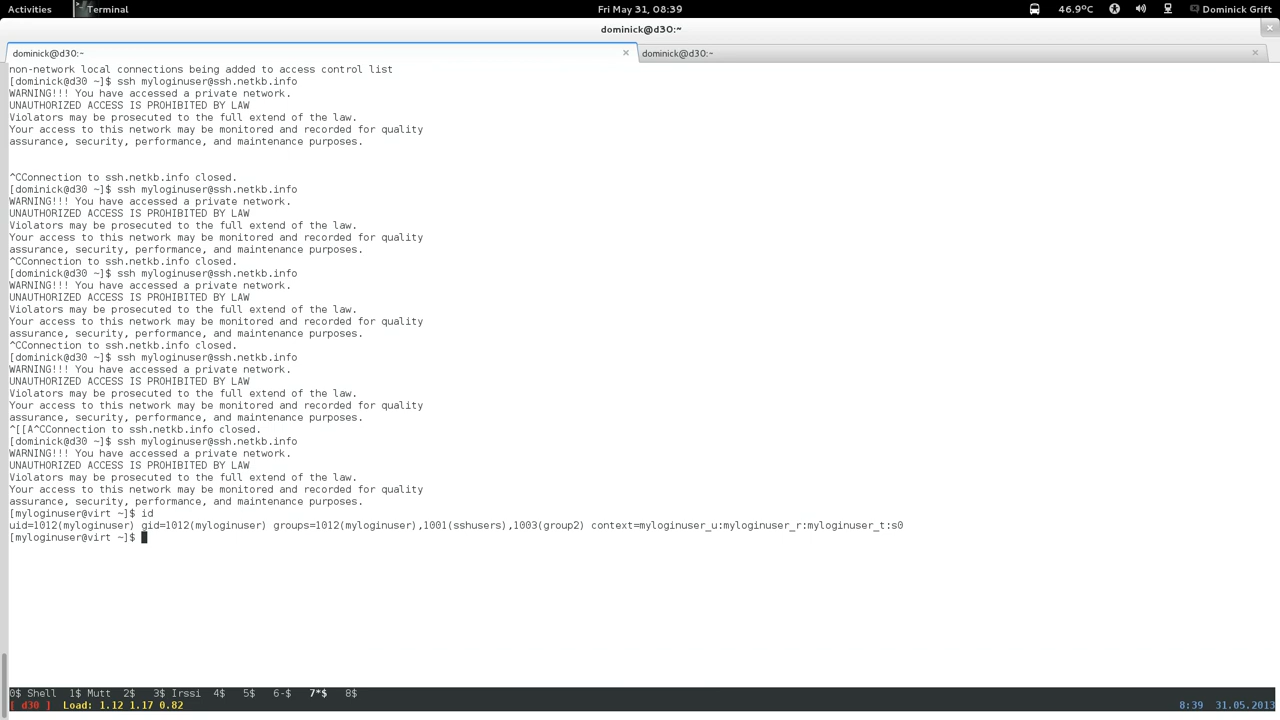 Activities Terminal Fri May 31, 08:39 46.9°C Dominick Grift
dominick@d30:~
dominick@d30:~ × dominick@d30:~ ×
non-network local connections being added to access control list
[dominick@d30 ~]$ ssh myloginuser@ssh.netkb.info
WARNING!!! You have accessed a private network.
UNAUTHORIZED ACCESS IS PROHIBITED BY LAW
Violators may be prosecuted to the full extend of the law.
Your access to this network may be monitored and recorded for quality
assurance, security, performance, and maintenance purposes.
^CConnection to ssh.netkb.info closed.
[dominick@d30 ~]$ ssh myloginuser@ssh.netkb.info
WARNING!!! You have accessed a private network.
UNAUTHORIZED ACCESS IS PROHIBITED BY LAW
Violators may be prosecuted to the full extend of the law.
Your access to this network may be monitored and recorded for quality
assurance, security, performance, and maintenance purposes.
^CConnection to ssh.netkb.info closed.
[dominick@d30 ~]$ ssh myloginuser@ssh.netkb.info
WARNING!!! You have accessed a private network.
UNAUTHORIZED ACCESS IS PROHIBITED BY LAW
Violators may be prosecuted to the full extend of the law.
Your access to this network may be monitored and recorded for quality
assurance, security, performance, and maintenance purposes.
^CConnection to ssh.netkb.info closed.
[dominick@d30 ~]$ ssh myloginuser@ssh.netkb.info
WARNING!!! You have accessed a private network.
UNAUTHORIZED ACCESS IS PROHIBITED BY LAW
Violators may be prosecuted to the full extend of the law.
Your access to this network may be monitored and recorded for quality
assurance, security, performance, and maintenance purposes.
^[[A^CConnection to ssh.netkb.info closed.
[dominick@d30 ~]$ ssh myloginuser@ssh.netkb.info
WARNING!!! You have accessed a private network.
UNAUTHORIZED ACCESS IS PROHIBITED BY LAW
Violators may be prosecuted to the full extend of the law.
Your access to this network may be monitored and recorded for quality
assurance, security, performance, and maintenance purposes.
[myloginuser@virt ~]$ id
uid=1012(myloginuser) gid=1012(myloginuser) groups=1012(myloginuser),1001(sshusers),1003(group2) context=myloginuser_u:myloginuser_r:myloginuser_t:s0
[myloginuser@virt ~]$
0$ Shell 1$ Mutt 2$ 3$ Irssi 4$ 5$ 6-$ 7*$ 8$
[ d30 ] Load: 1.12 1.17 0.82 8:39 31.05.2013